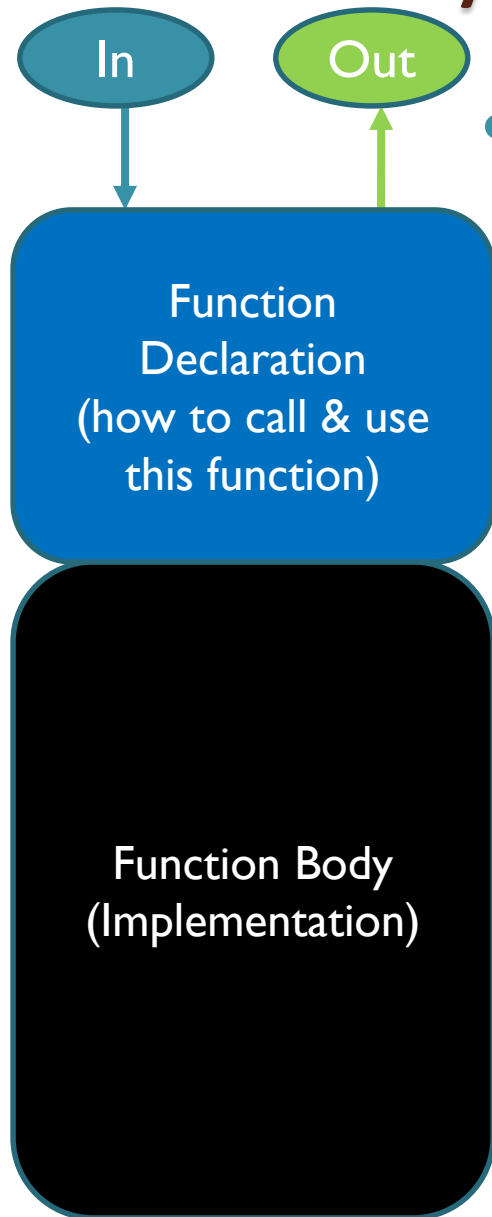 In
Out
Function
Declaration
(how to call & use
this function)
Function Body
(Implementation)